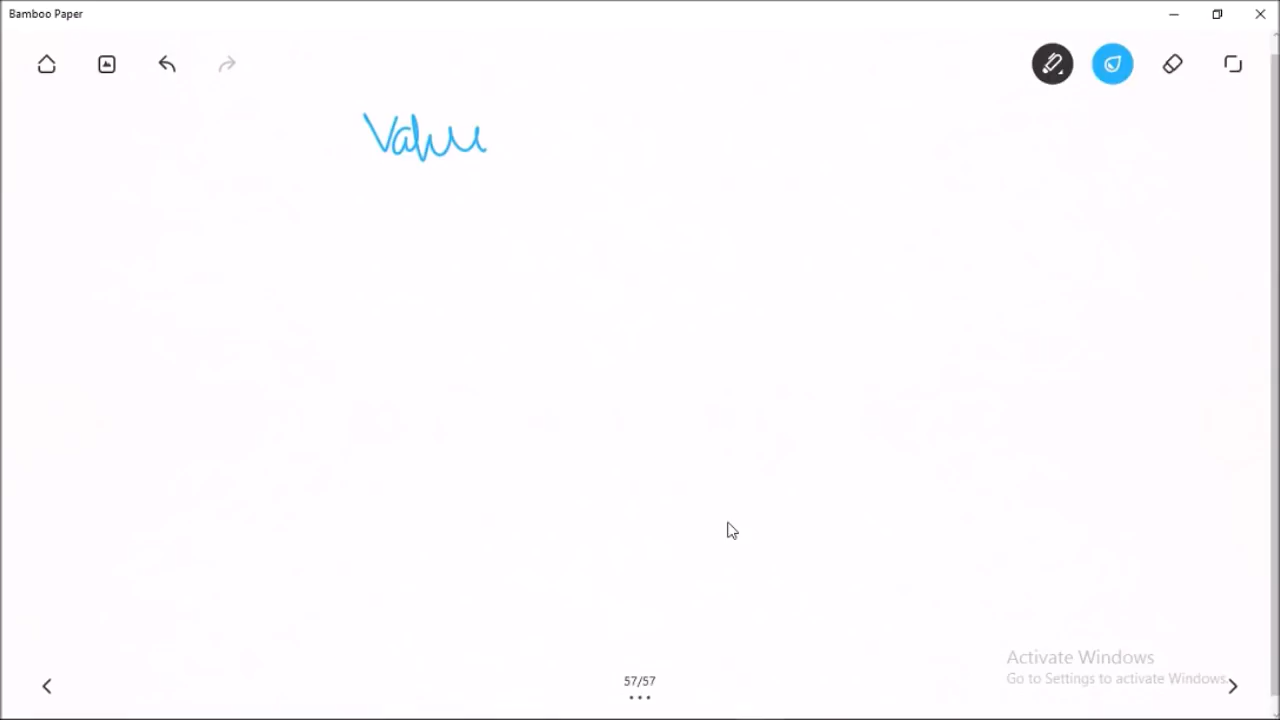 Bamboo Paper
Value
57/57
Activate Windows
Go to Settings to activate Windows.